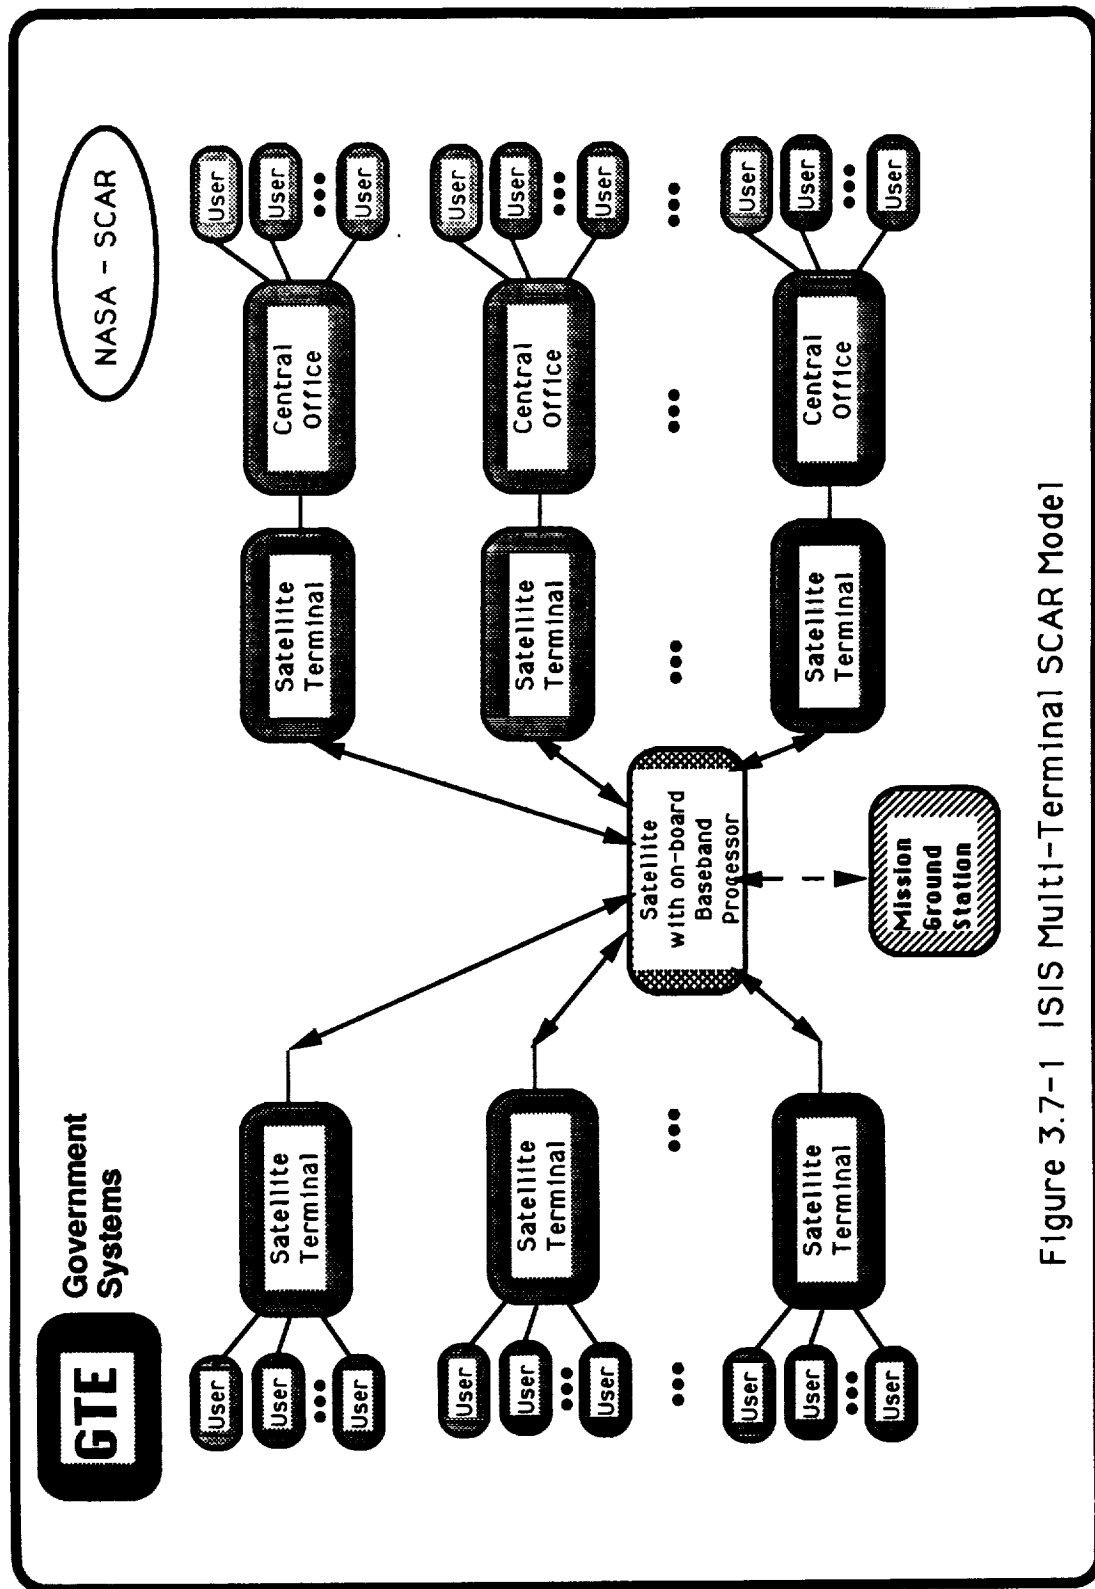 GTE
Government
Systems
NASA - SCAR
User
User
User
Satellite
Terminal
Satellite
Terminal
Central
Office
User
User
User
User
User
User
Satellite
Terminal
Satellite
Terminal
Central
Office
User
User
User
Satellite
with on-board
Baseband
Processor
User
User
User
Satellite
Terminal
Satellite
Terminal
Central
Office
User
User
User
Mission
Ground
Station
Figure 3.7-1 ISIS Multi-Terminal SCAR Model